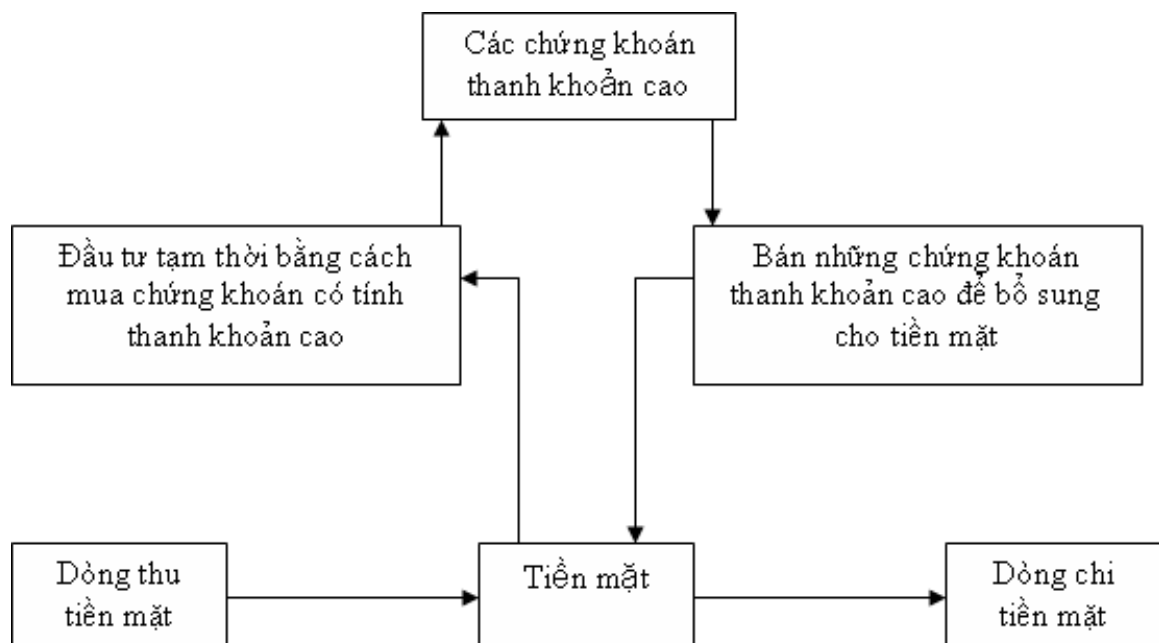 Các chứng khoán
thanh khoản cao
Đầu tư tạm thời bằng cách
mua chứng khoán có tính
thanh khoản cao
Bán những chứng khoán
thanh khoản cao để bổ sung
cho tiền mặt
Dòng thu
tiền mặt
Tiền mặt
Dòng chi
tiền mặt